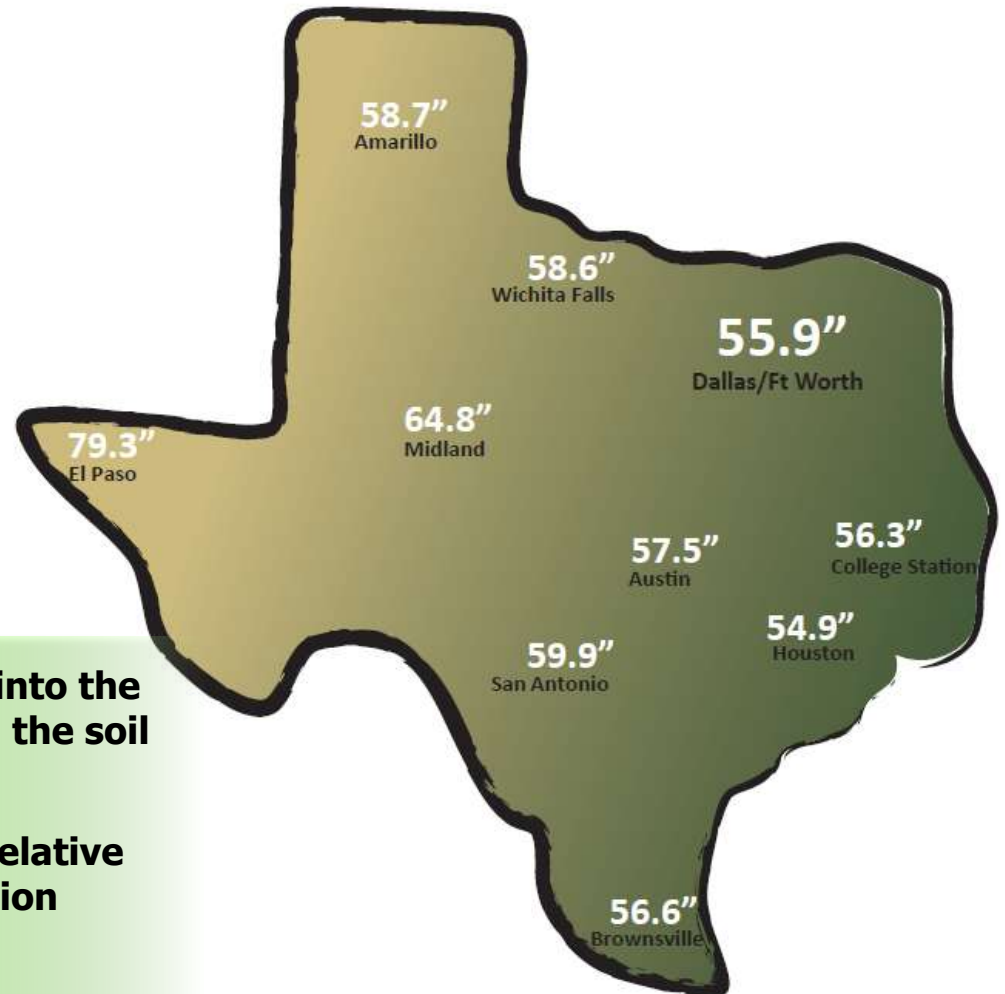 58.7”
Amarillo
58.6”
Wichita Falls
55.9”
Dallas/Ft Worth
64.8”
Midland
79.3”
El Paso
57.5”
Austin
56.3”
College Station
54.9”
Houston
59.9”
San Antonio
56.6”
Brownsville
into the
the soil